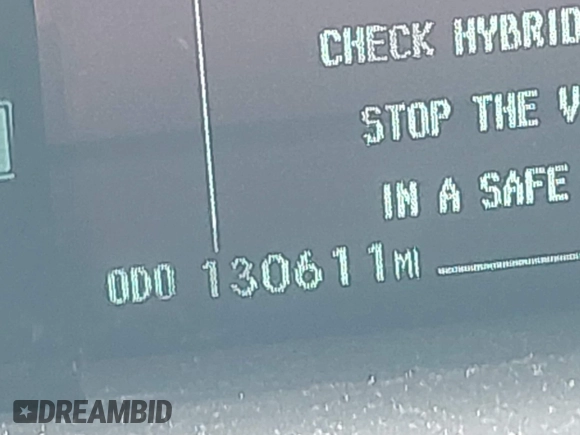 CHECK HYBRID
STOP THE V
IN A SAFE
ODO 130611MI
DREAMBID